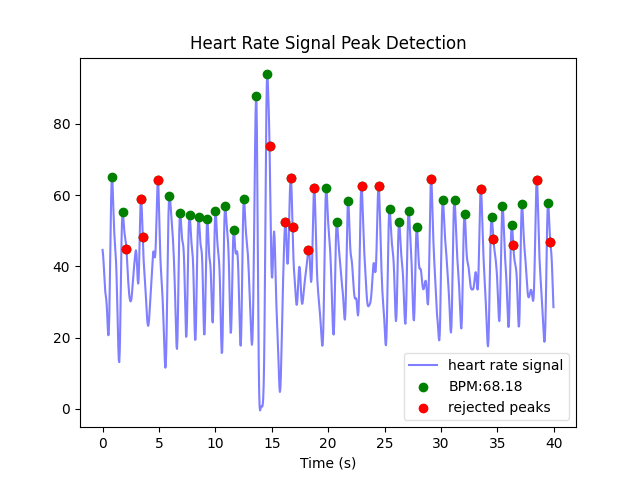 Heart Rate Signal Peak Detection
80
60
40
20
0
heart rate signal
BPM:68.18
rejected peaks
0 5 10 15 20 25 30 35 40
Time (s)